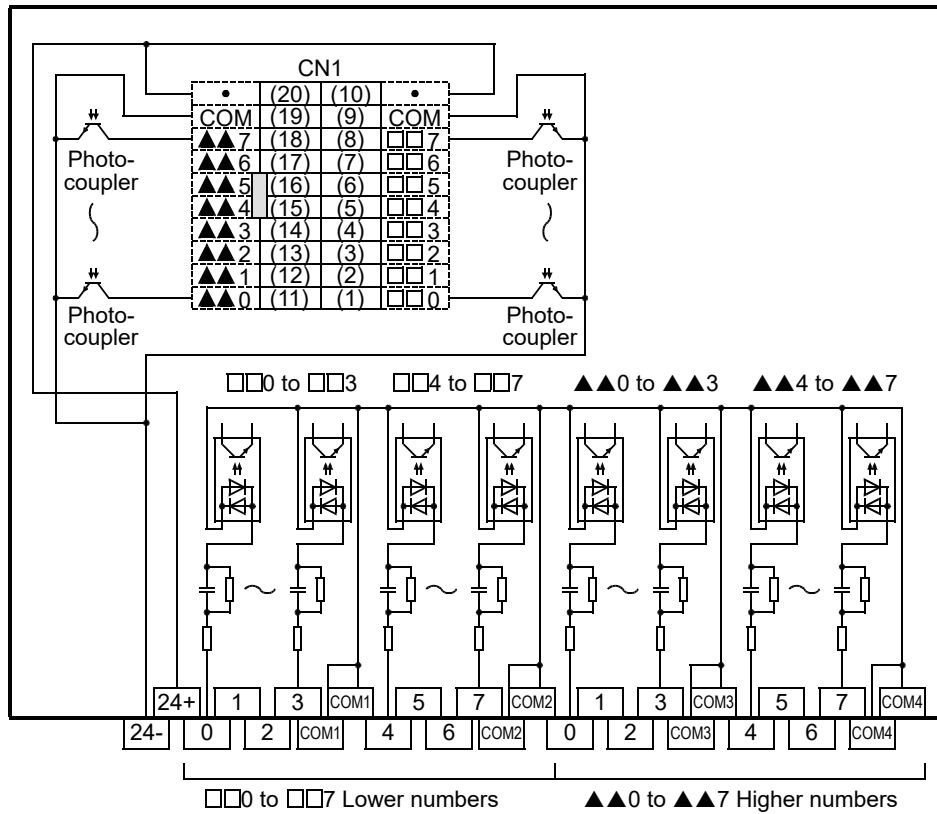 CN1
• (20) (10) •
COM (19) (9) COM
▲▲7 (18) (8) □□7
▲▲6 (17) (7) □□6
▲▲5 (16) (6) □□5
▲▲4 (15) (5) □□4
▲▲3 (14) (4) □□3
▲▲2 (13) (3) □□2
▲▲1 (12) (2) □□1
▲▲0 (11) (1) □□0
Photo-
coupler
Photo-
coupler
Photo-
coupler
Photo-
coupler
□□0 to □□3 □□4 to □□7 ▲▲0 to ▲▲3 ▲▲4 to ▲▲7
24+ 1 3 COM1 5 7 COM2 1 3 COM3 5 7 COM4
24- 0 2 COM1 4 6 COM2 0 2 COM3 4 6 COM4
□□0 to □□7 Lower numbers ▲▲0 to ▲▲7 Higher numbers